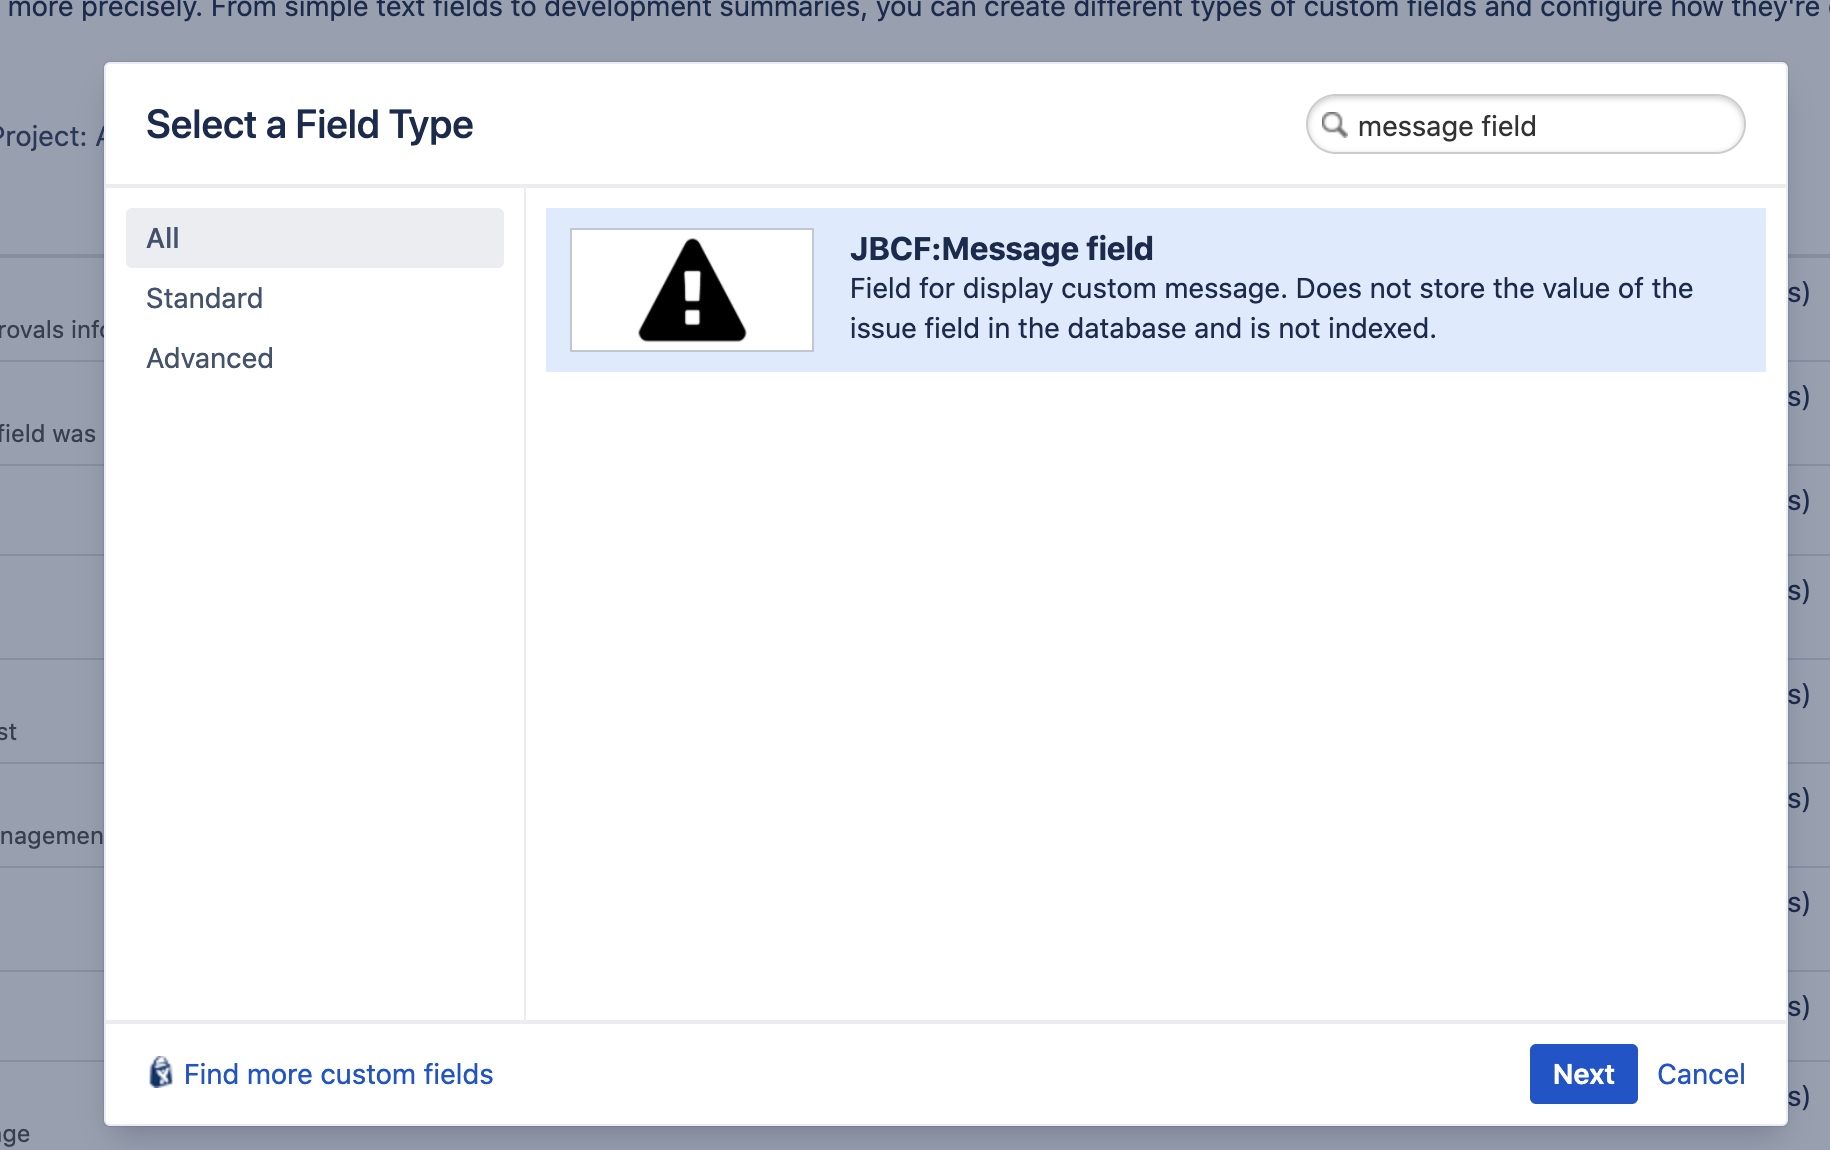 more precisely. From simple text fields to development summaries, you can create different types of custom fields and configure how they're
Project: A
Select a Field Type
message field
All
Standard
Advanced
JBCF:Message field
Field for display custom message. Does not store the value of the
issue field in the database and is not indexed.
s)
rovals info
s)
field was
s)
s)
s)
st
s)
nagemen
s)
s)
Find more custom fields
Next
Cancel
s)
ge